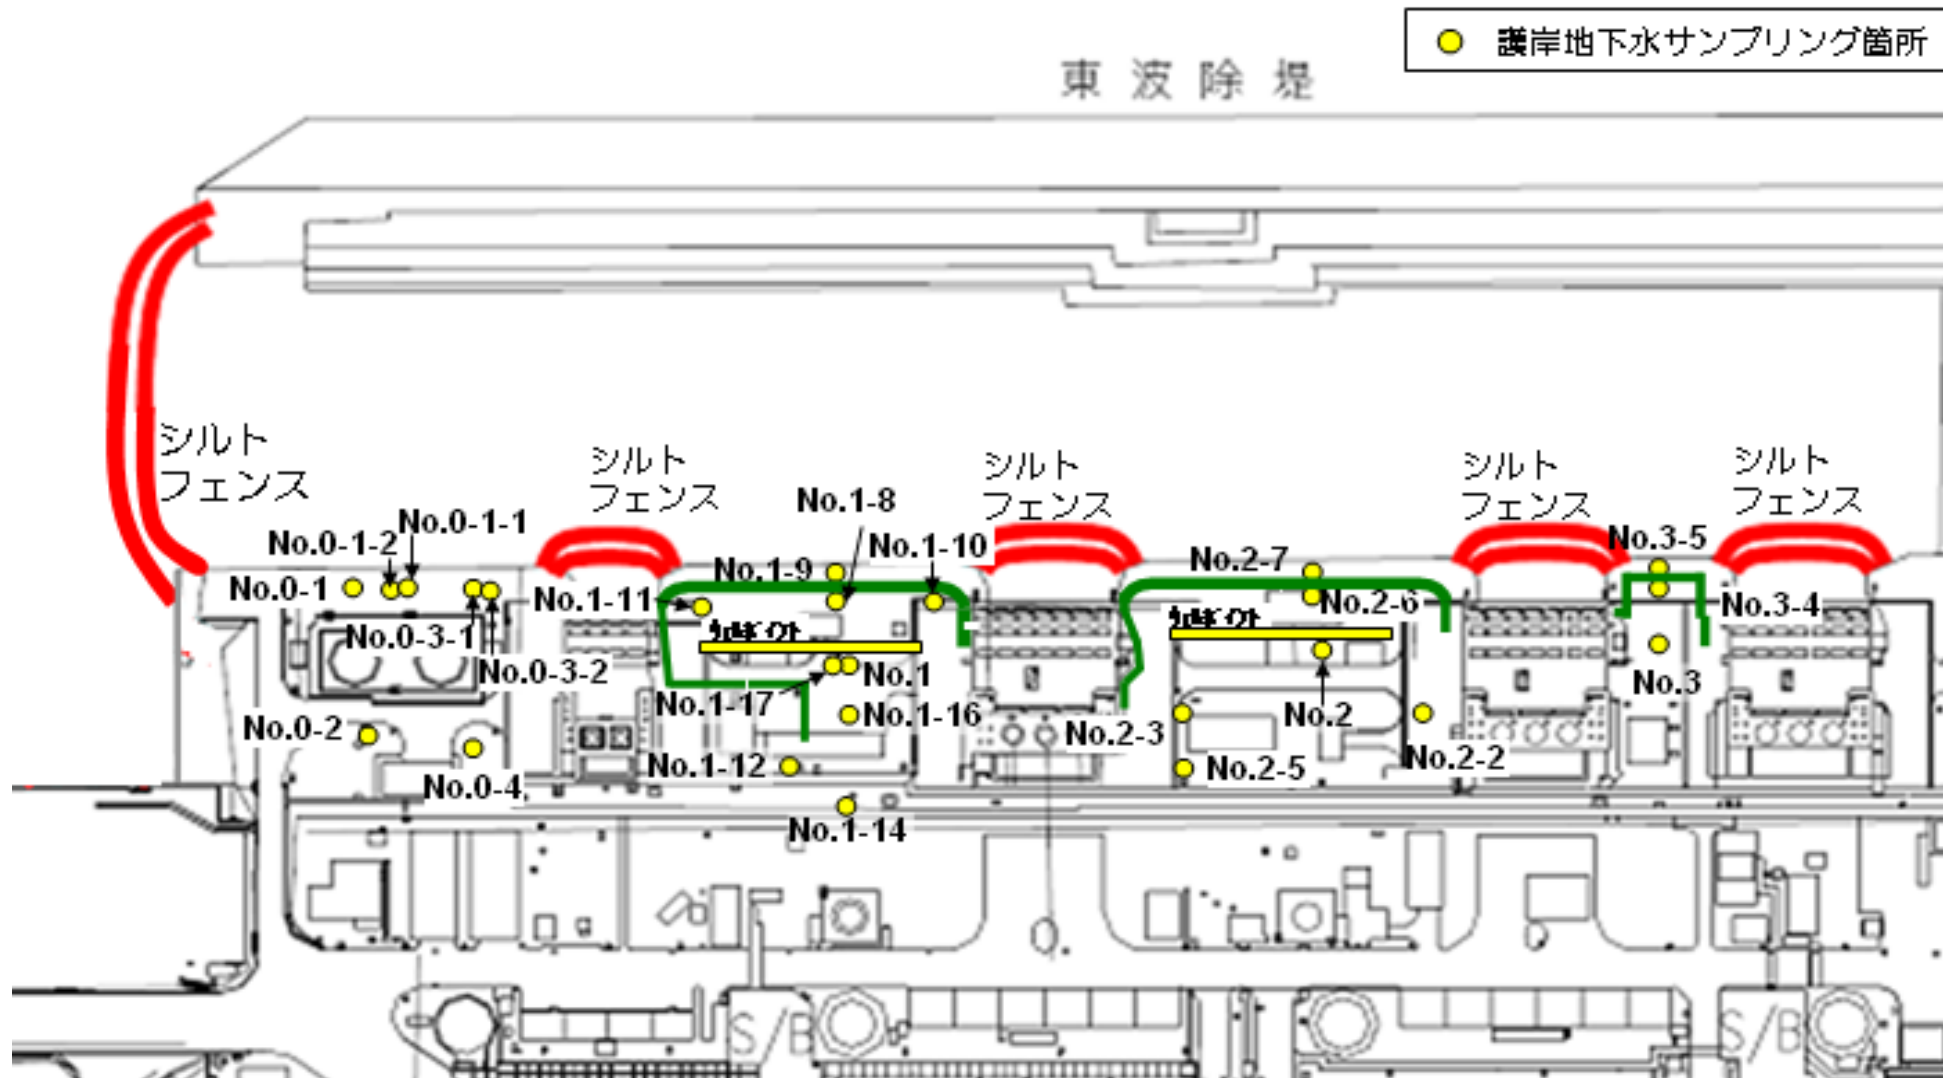 護岸地下水サンプリング箇所
東波除堤
シルト
フェンス
シルト
フェンス
シルト
フェンス
シルト
フェンス
シルト
フェンス
No.0-1-2
No.0-1-1
No.0-1
No.0-3-1
No.0-3-2
No.0-2
No.0-4
No.1-8
No.1-9
No.1-10
No.1-11
No.1
No.1-17
No.1-16
No.1-12
No.1-14
No.2-7
No.2-6
No.2
No.2-3
No.2-5
No.2-2
No.3-5
No.3-4
No.3
S/B
S/B